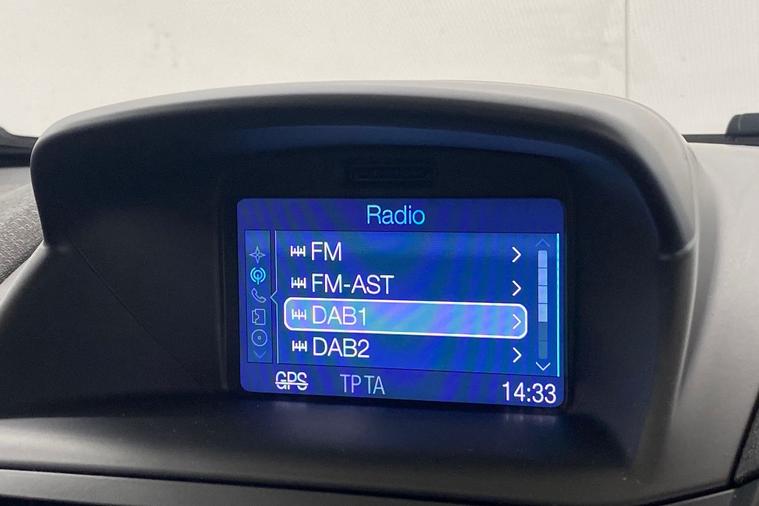 Radio
FM
FM-AST
DAB1
DAB2
GPS TP TA 14:33